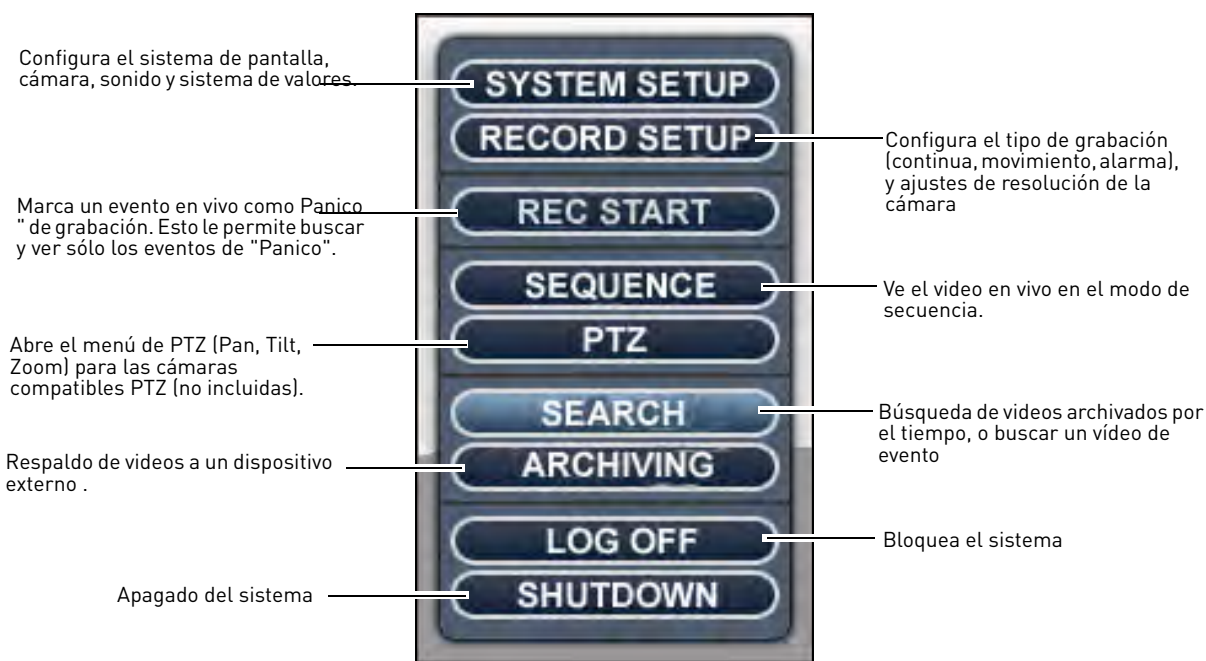 Configura el sistema de pantalla,
cámara, sonido y sistema de valores.
SYSTEM SETUP
RECORD SETUP
Configura el tipo de grabación
(continua, movimiento, alarma),
y ajustes de resolución de la
cámara
Marca un evento en vivo como Panico
" de grabación. Esto le permite buscar
y ver sólo los eventos de "Panico".
REC START
SEQUENCE
Ve el video en vivo en el modo de
secuencia.
Abre el menú de PTZ (Pan, Tilt,
Zoom) para las cámaras
compatibles PTZ (no incluidas).
PTZ
SEARCH
Búsqueda de videos archivados por
el tiempo, o buscar un vídeo de
evento
Respaldo de videos a un dispositivo
externo .
ARCHIVING
LOG OFF
Bloquea el sistema
Apagado del sistema
SHUTDOWN